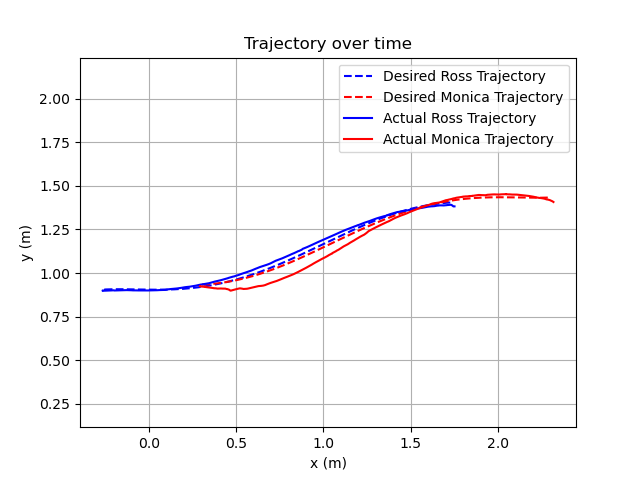 Trajectory over time
Desired Ross Trajectory
Desired Monica Trajectory
Actual Ross Trajectory
Actual Monica Trajectory
y (m)
2.00
1.75
1.50
1.25
1.00
0.75
0.50
0.25
0.0 0.5 1.0 1.5 2.0
x (m)